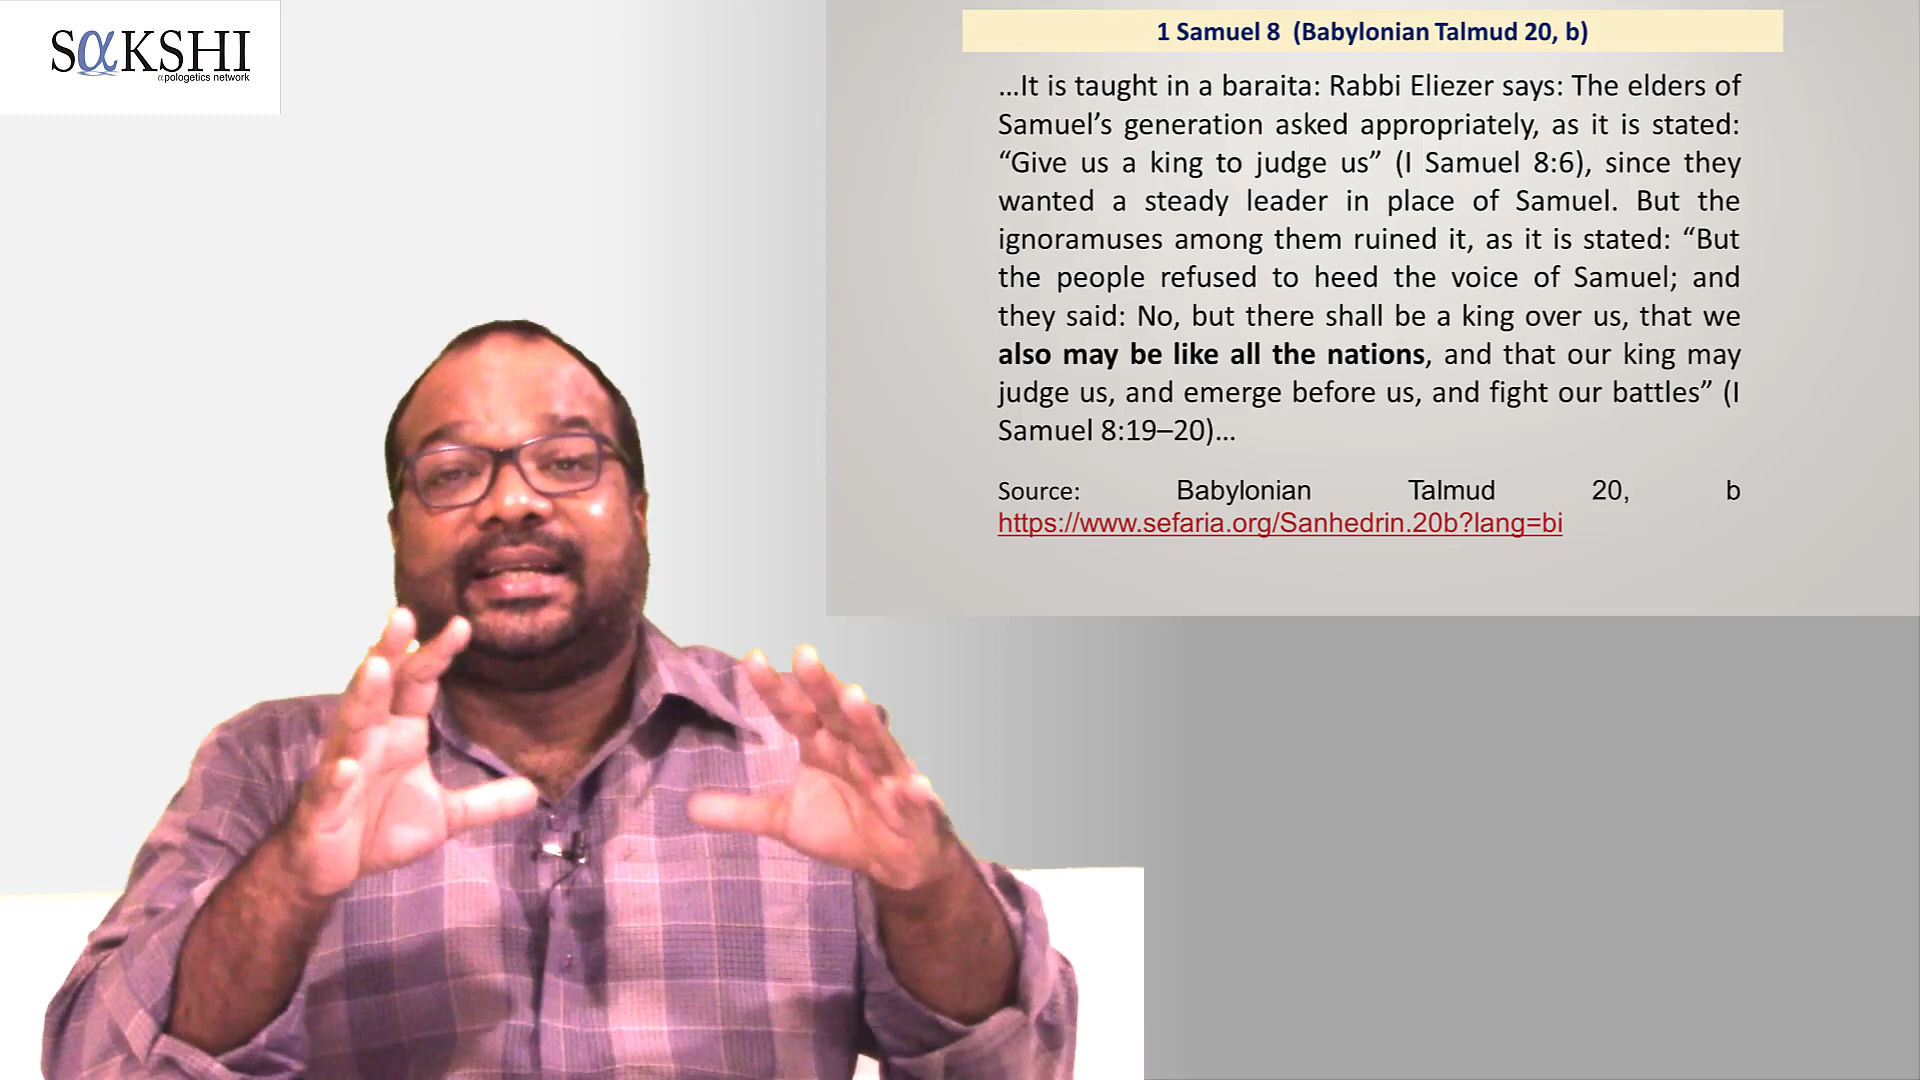 SαKSHI
αpologetics network
1 Samuel 8 (Babylonian Talmud 20, b)
...It is taught in a baraita: Rabbi Eliezer says: The elders of
Samuel’s generation asked appropriately, as it is stated:
“Give us a king to judge us” (I Samuel 8:6), since they
wanted a steady leader in place of Samuel. But the
ignoramuses among them ruined it, as it is stated: “But
the people refused to heed the voice of Samuel; and
they said: No, but there shall be a king over us, that we
also may be like all the nations, and that our king may
judge us, and emerge before us, and fight our battles” (I
Samuel 8:19–20)...
Source: Babylonian Talmud 20, b
https://www.sefaria.org/Sanhedrin.20b?lang=bi